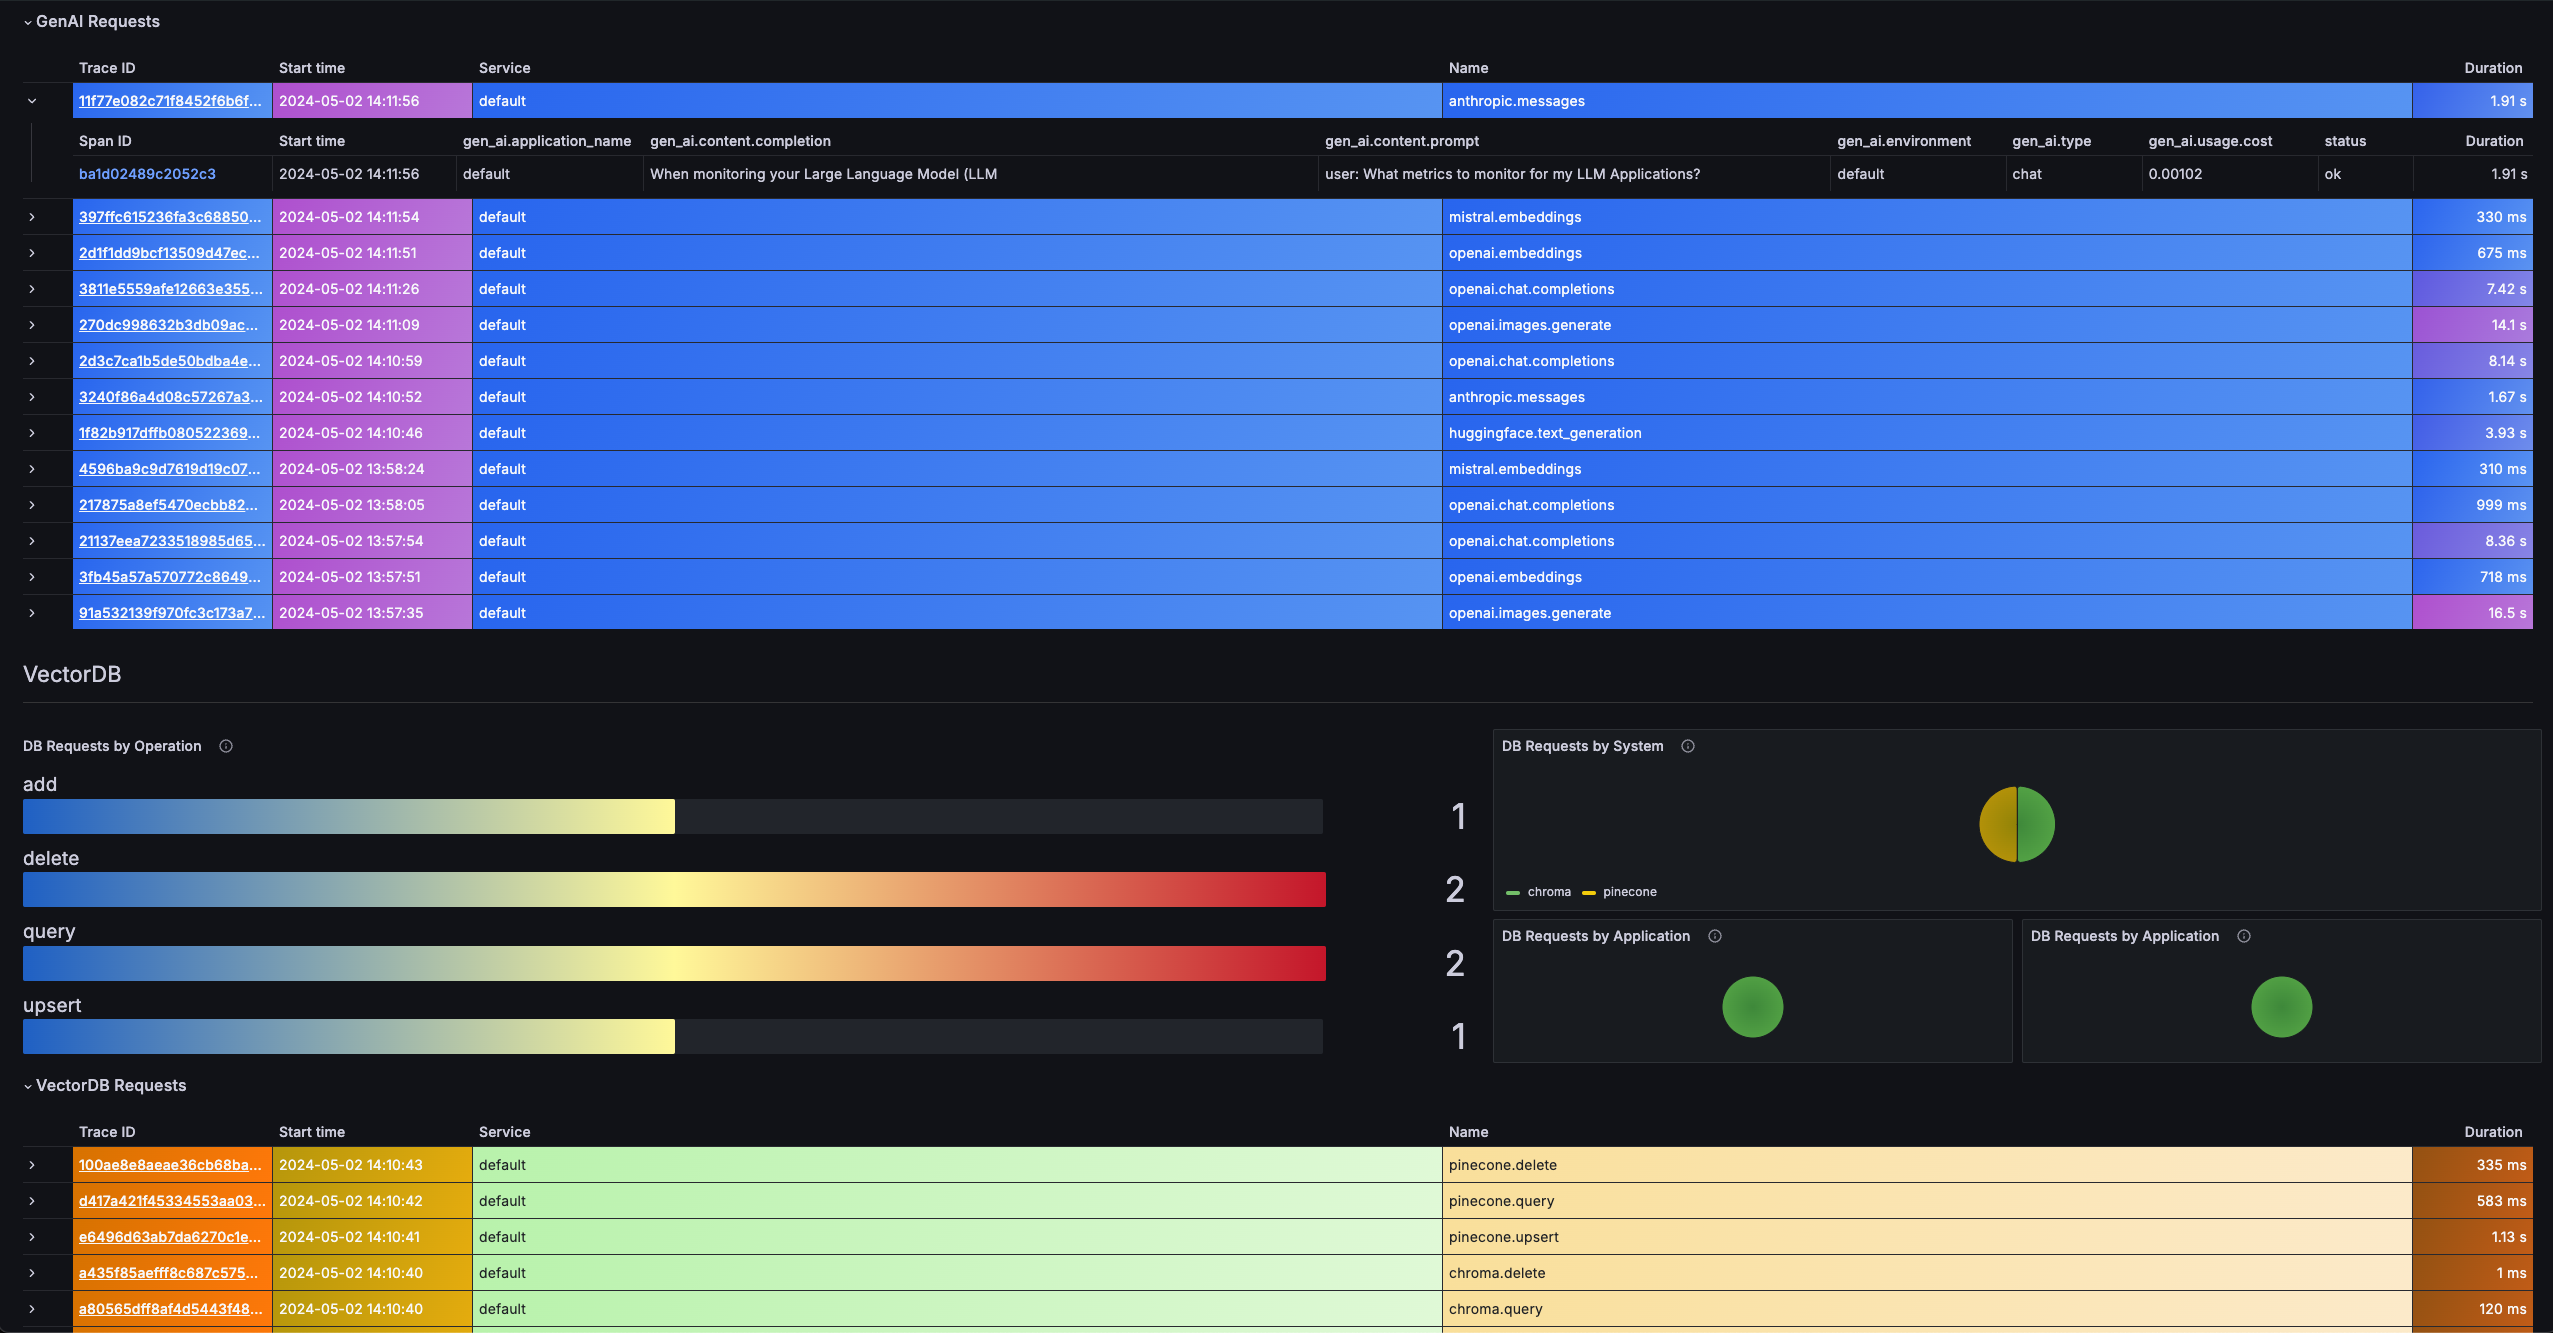 GenAI Requests
Trace ID Start time Service Name Duration
11f77e082c71f8452f6b6f... 2024-05-02 14:11:56 default anthropic.messages 1.91 s
Span ID Start time gen_ai.application_name gen_ai.content.completion gen_ai.content.prompt gen_ai.environment gen_ai.type gen_ai.usage.cost status Duration
ba1d02489c2052c3 2024-05-02 14:11:56 default When monitoring your Large Language Model (LLM user: What metrics to monitor for my LLM Applications? default chat 0.00102 ok 1.91 s
397ffc615236fa3c68850... 2024-05-02 14:11:54 default mistral.embeddings 330 ms
2d1f1dd9bcf13509d47ec... 2024-05-02 14:11:51 default openai.embeddings 675 ms
3811e5559afe12663e355... 2024-05-02 14:11:26 default openai.chat.completions 7.42 s
270dc998632b3db09ac... 2024-05-02 14:11:09 default openai.images.generate 14.1 s
2d3c7ca1b5de50bdba4e... 2024-05-02 14:10:59 default openai.chat.completions 8.14 s
3240f86a4d08c57267a3... 2024-05-02 14:10:52 default anthropic.messages 1.67 s
1f82b917dffb080522369... 2024-05-02 14:10:46 default huggingface.text_generation 3.93 s
4596ba9c9d7619d19c07... 2024-05-02 13:58:24 default mistral.embeddings 310 ms
217875a8ef5470ecbb82... 2024-05-02 13:58:05 default openai.chat.completions 999 ms
21137eea7233518985d65... 2024-05-02 13:57:54 default openai.chat.completions 8.36 s
3fb45a57a570772c8649... 2024-05-02 13:57:51 default openai.embeddings 718 ms
91a532139f970fc3c173a7... 2024-05-02 13:57:35 default openai.images.generate 16.5 s
VectorDB
DB Requests by Operation
add
1
delete
2
query
2
upsert
1
DB Requests by System
chroma pinecone
DB Requests by Application
DB Requests by Application
VectorDB Requests
Trace ID Start time Service Name Duration
100ae8e8aeae36cb68ba... 2024-05-02 14:10:43 default pinecone.delete 335 ms
d417a421f45334553aa03... 2024-05-02 14:10:42 default pinecone.query 583 ms
e6496d63ab7da6270c1e... 2024-05-02 14:10:41 default pinecone.upsert 1.13 s
a435f85aefff8c687c575... 2024-05-02 14:10:40 default chroma.delete 1 ms
a80565dff8af4d5443f48... 2024-05-02 14:10:40 default chroma.query 120 ms